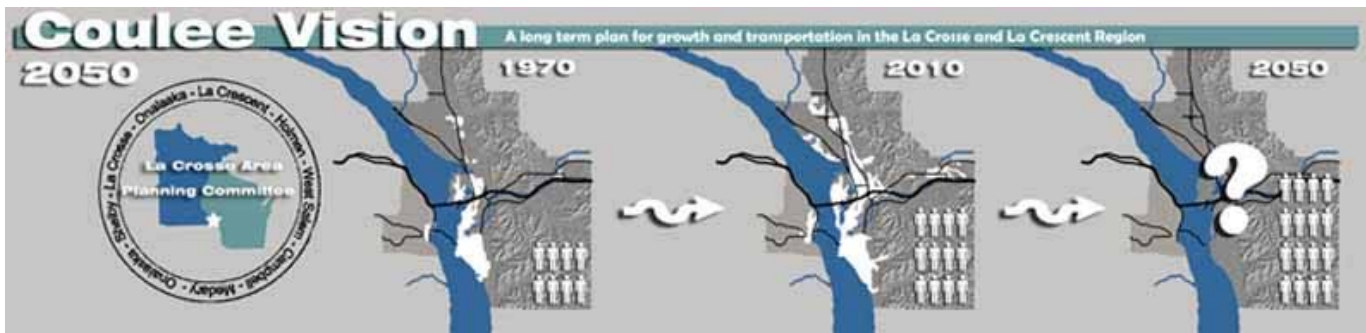 Coulee Vision
A long term plan for growth and transportation in the La Crosse and La Crescent Region
2050
1970
2010
2050
La Crosse Area
Planning Committee
Shelby - La Crosse - Onalaska - La Crescent - Holmen - West Salem - Campbell - Medary - Onalaska -
?